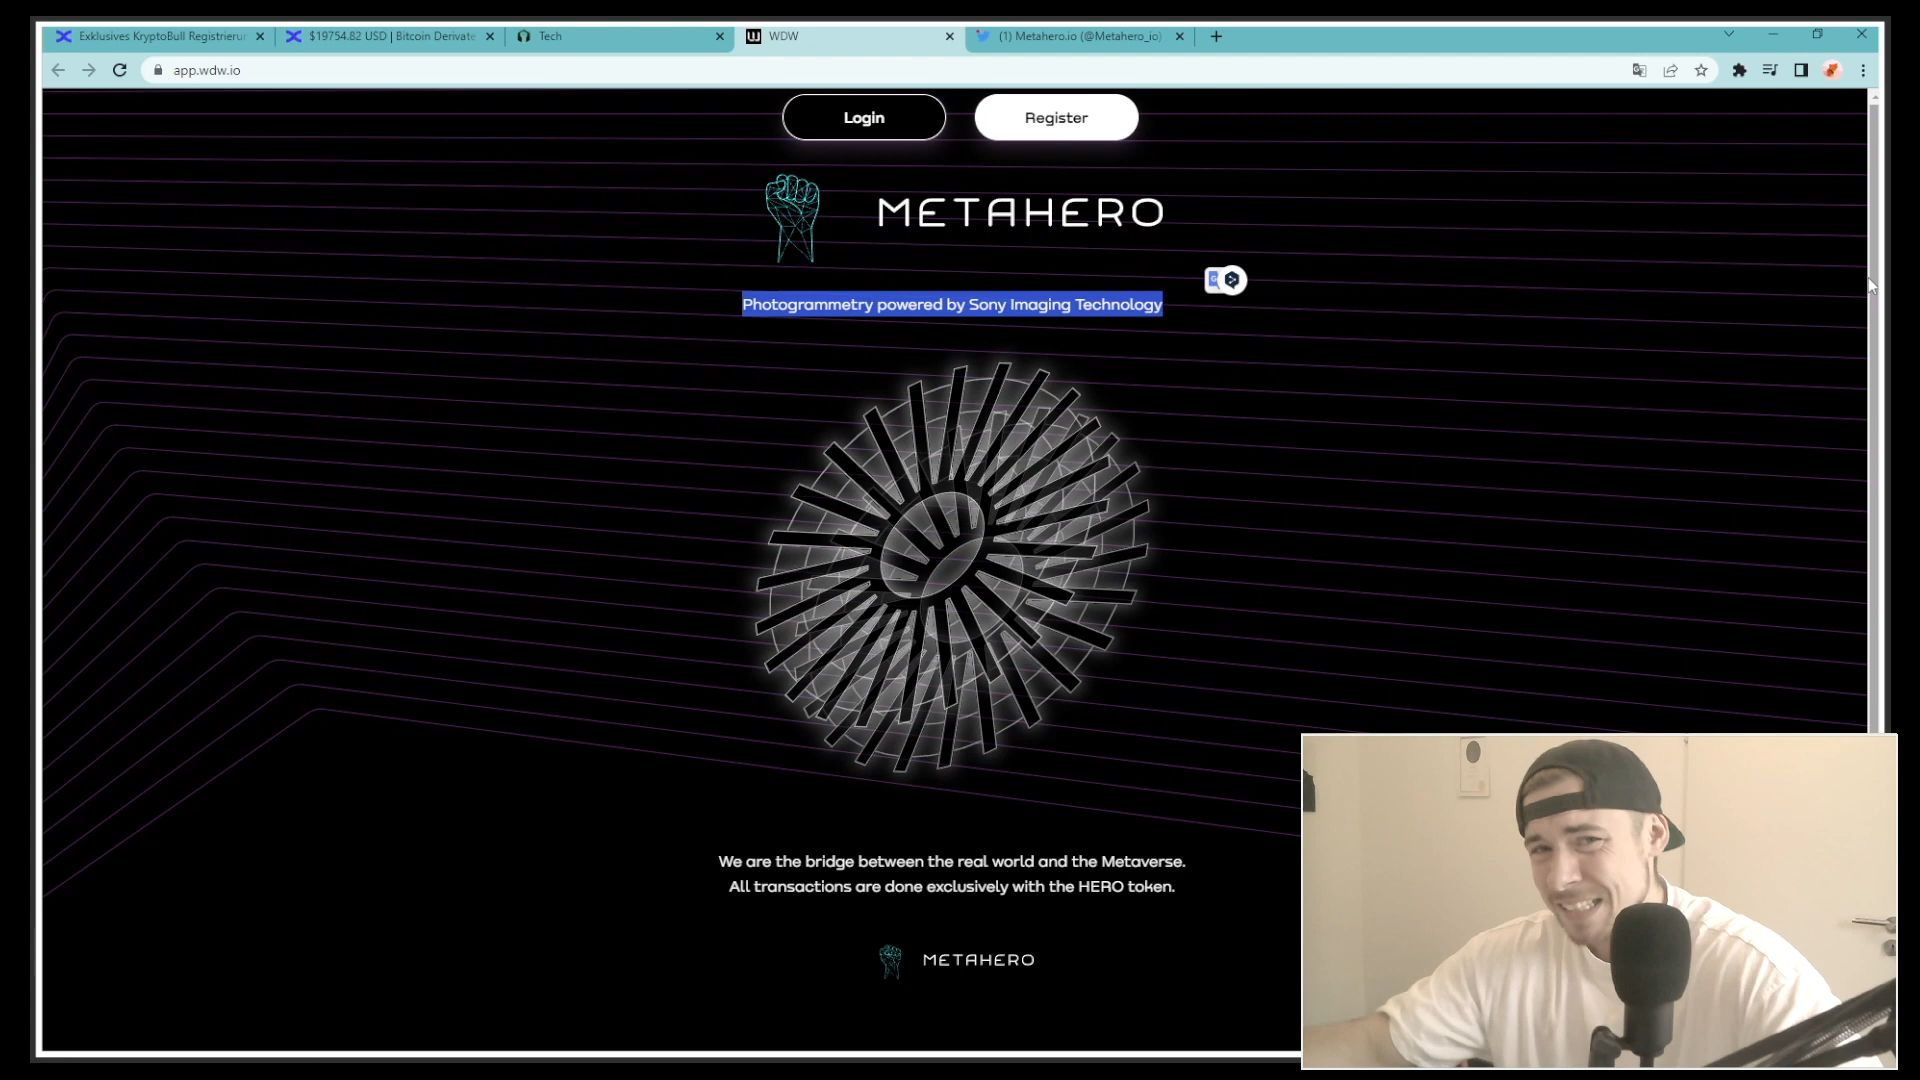 Exklusives KryptoBull Registrierun
$19754.82 USD | Bitcoin Derivate
Tech
WDW
(1) Metahero.io (@Metahero_io)
app.wdw.io
Login
Register
METAHERO
Photogrammetry powered by Sony Imaging Technology
We are the bridge between the real world and the Metaverse.
All transactions are done exclusively with the HERO token.
METAHERO